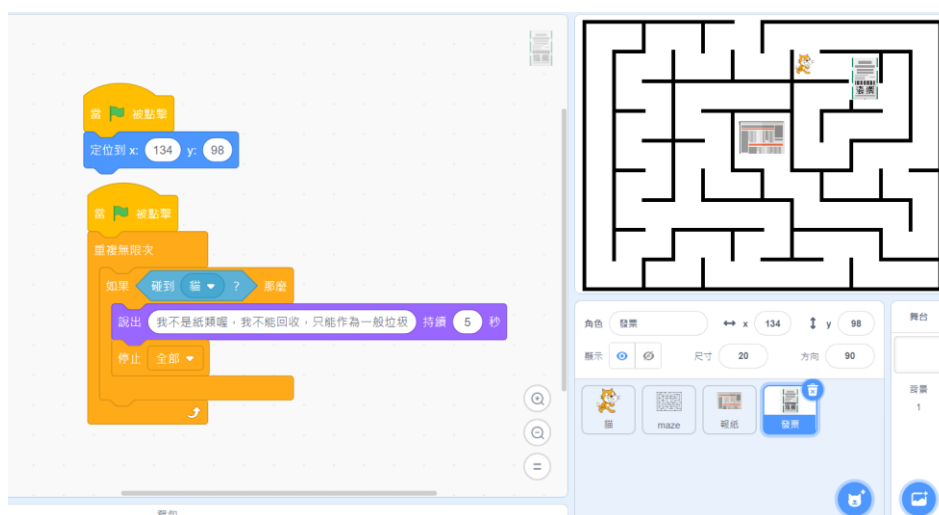 當 被點擊
定位到 x: 134 y: 98
當 被點擊
重複無限次
如果 碰到 貓 ? 那麼
說出 我不是紙類喔，我不能回收，只能作為一般垃圾 持續 5 秒
停止 全部
角色 發票 x 134 y 98
顯示 尺寸 20 方向 90
貓 maze 報紙 發票
舞台
背景
1